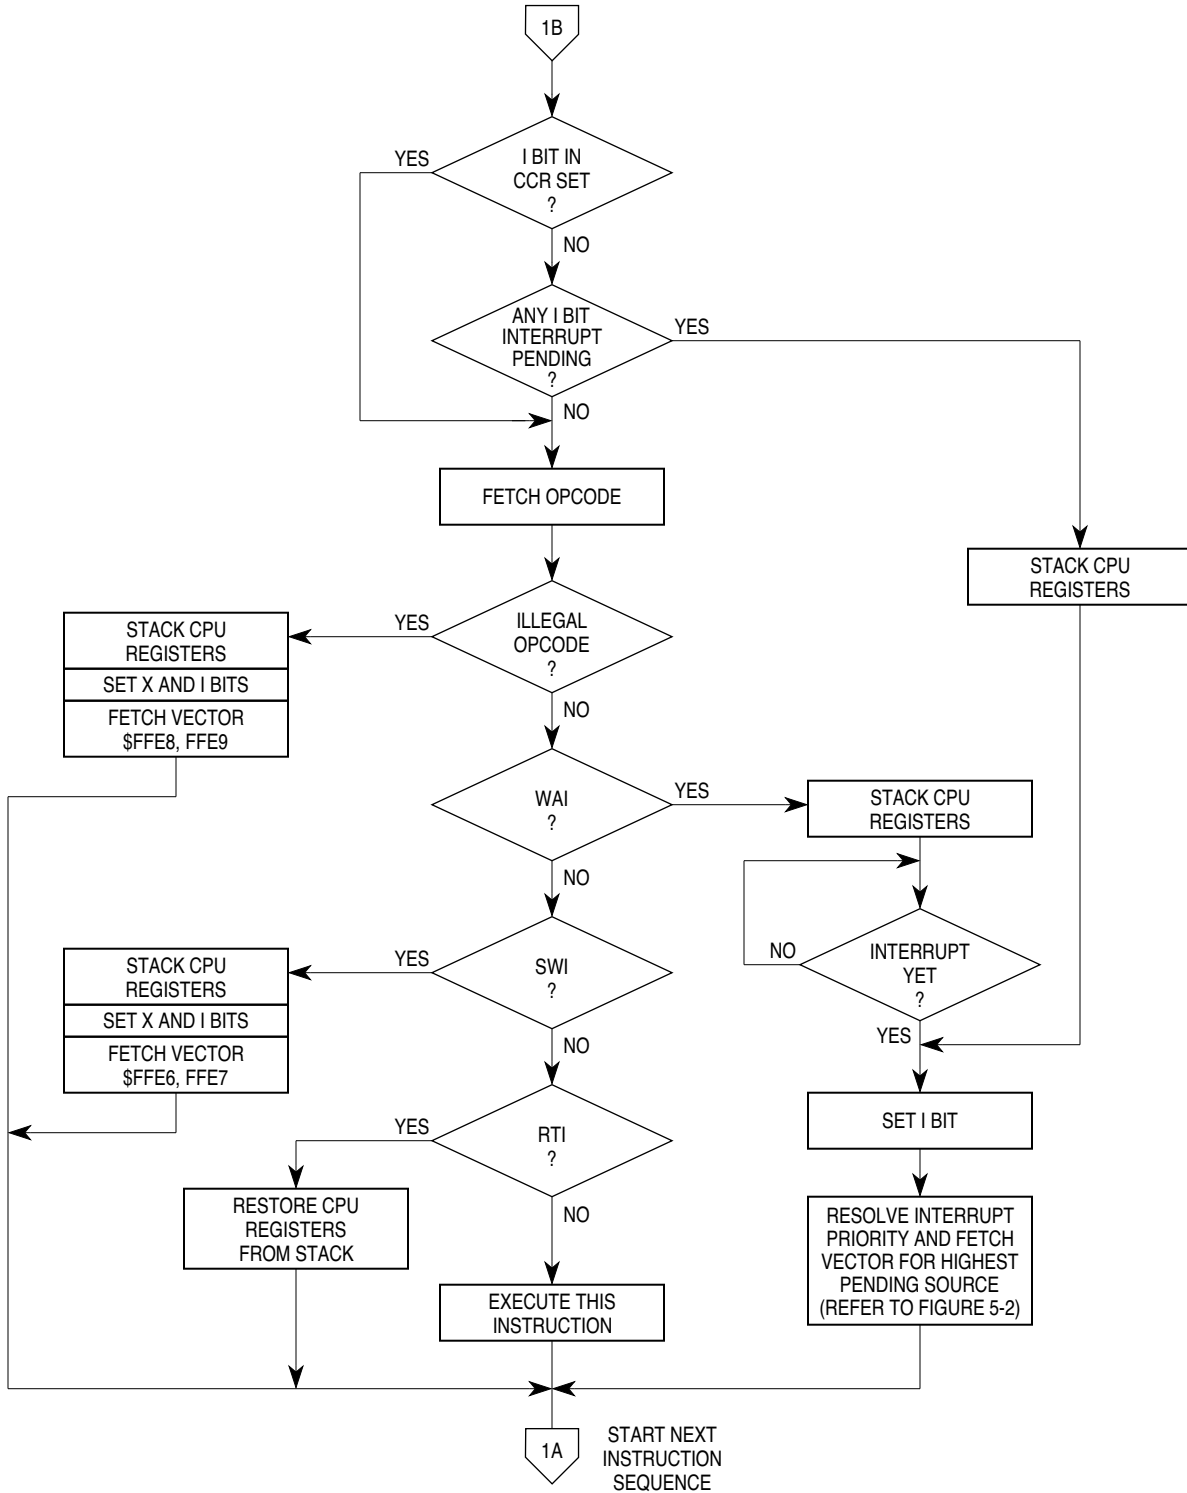 1B
YES
I BIT IN
CCR SET
?
NO
ANY I BIT
INTERRUPT
PENDING
?
YES
NO
FETCH OPCODE
STACK CPU
REGISTERS
STACK CPU
REGISTERS
SET X AND I BITS
FETCH VECTOR
$FFE8, FFE9
YES
ILLEGAL
OPCODE
?
NO
WAI
?
YES
STACK CPU
REGISTERS
NO
STACK CPU
REGISTERS
SET X AND I BITS
FETCH VECTOR
$FFE6, FFE7
YES
SWI
?
NO
INTERRUPT
YET
?
NO
YES
YES
RTI
?
SET I BIT
RESTORE CPU
REGISTERS
FROM STACK
NO
RESOLVE INTERRUPT
PRIORITY AND FETCH
VECTOR FOR HIGHEST
PENDING SOURCE
(REFER TO FIGURE 5-2)
EXECUTE THIS
INSTRUCTION
1A
START NEXT
INSTRUCTION
SEQUENCE